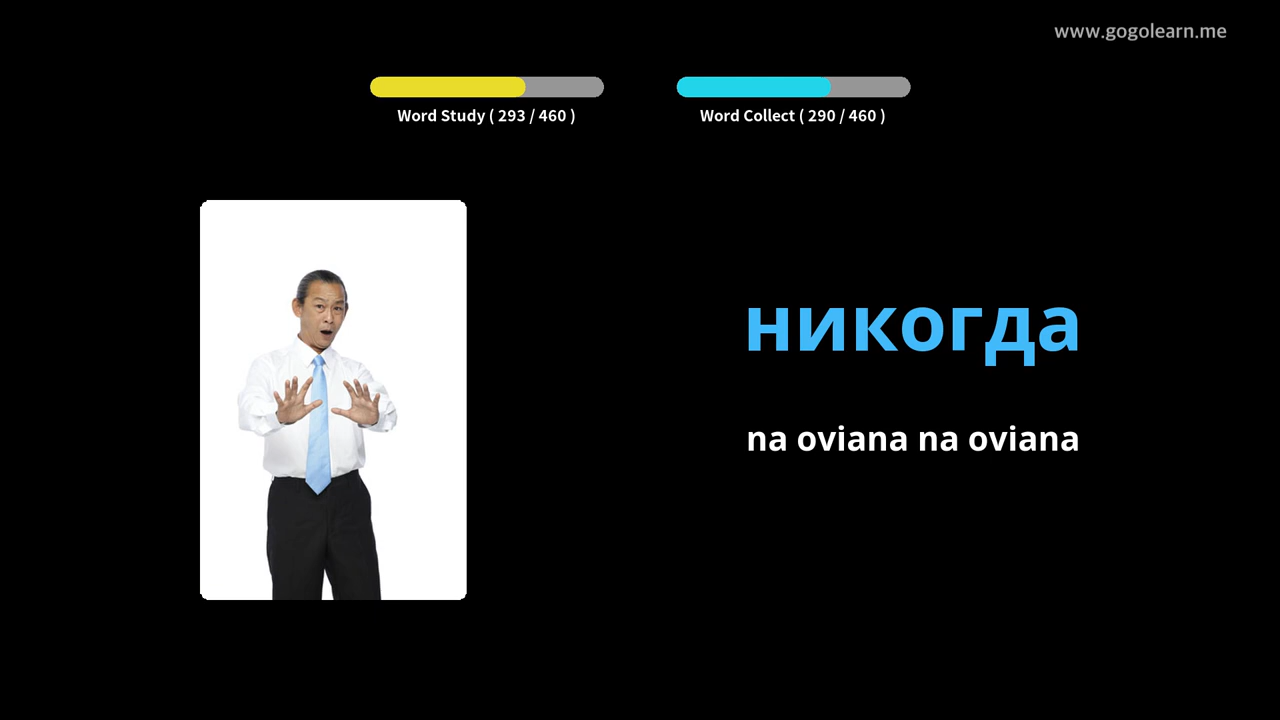 www.gogolearn.me
Word Study ( 293 / 460 )
Word Collect ( 290 / 460 )
никогда
na oviana na oviana